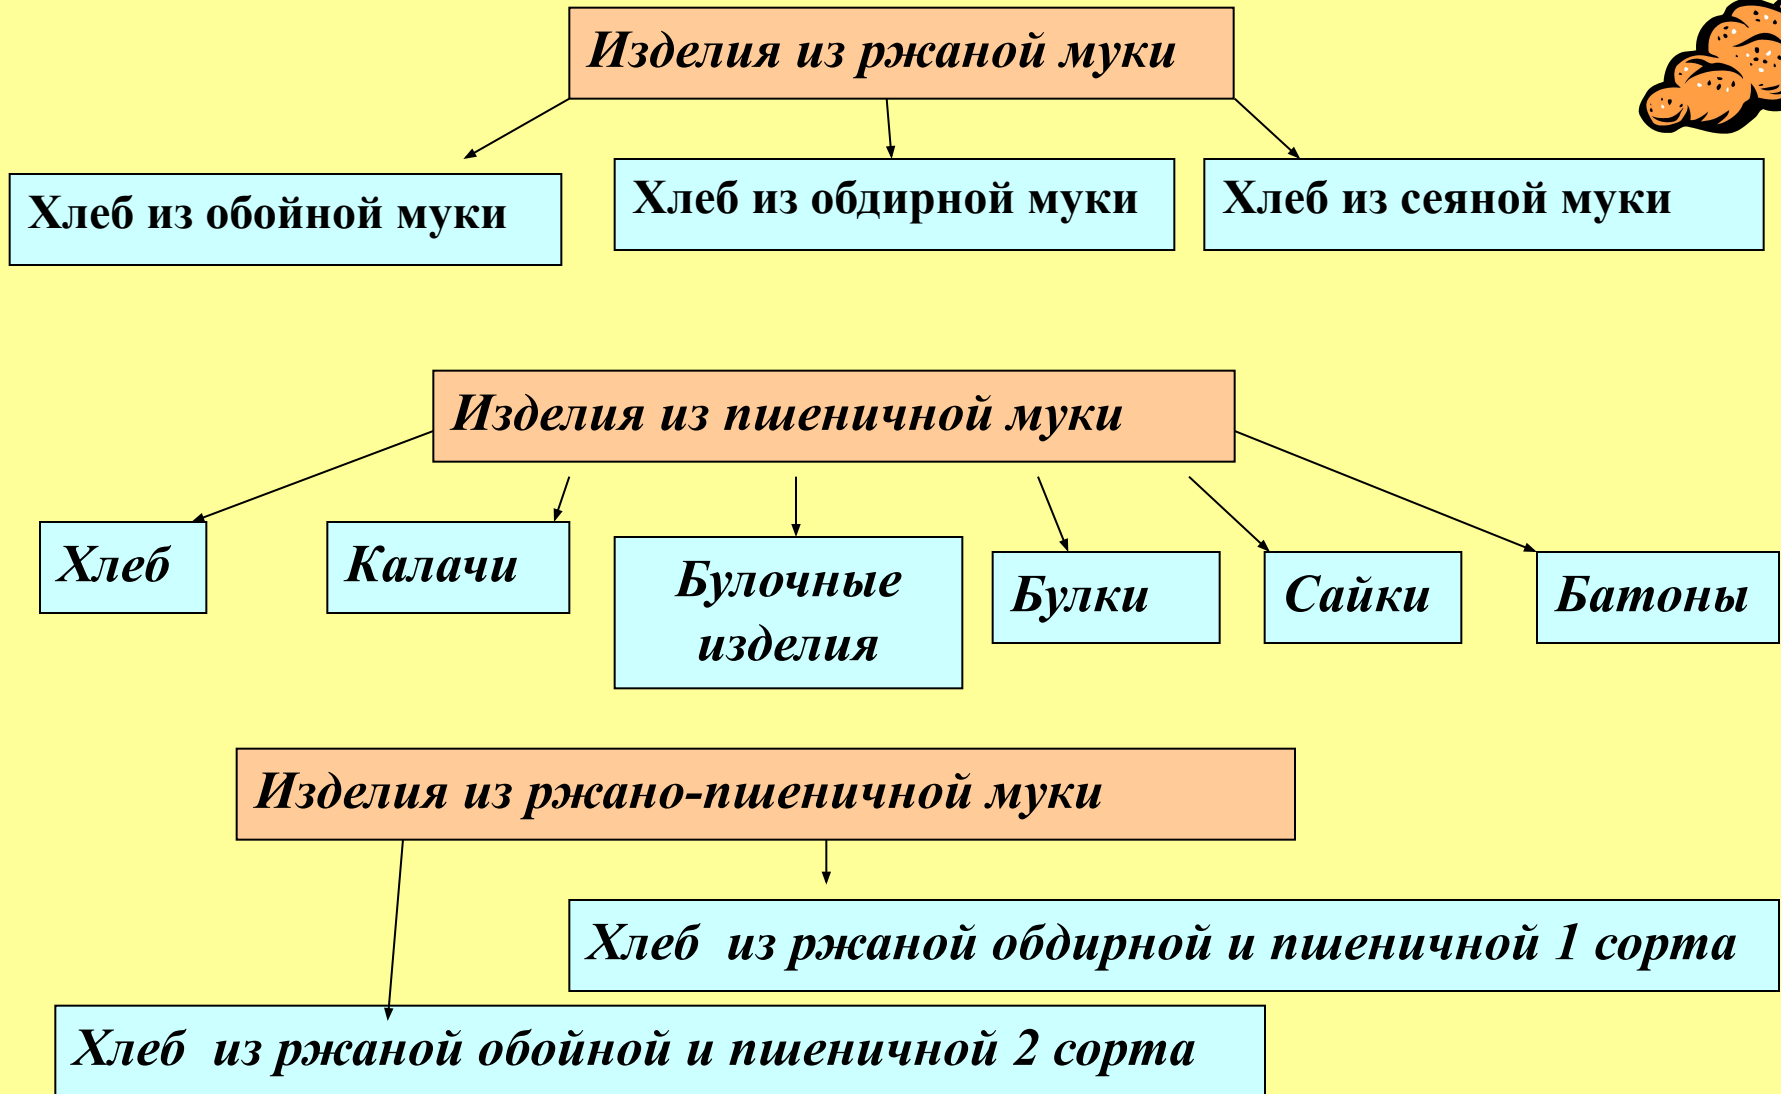 Изделия из ржаной муки
Хлеб из обойной муки
Хлеб из обдирной муки
Хлеб из сеяной муки
Изделия из пшеничной муки
Хлеб
Калачи
Булочные
изделия
Булки
Сайки
Батоны
Изделия из ржано-пшеничной муки
Хлеб  из ржаной обдирной и пшеничной 1 сорта
Хлеб  из ржаной обойной и пшеничной 2 сорта